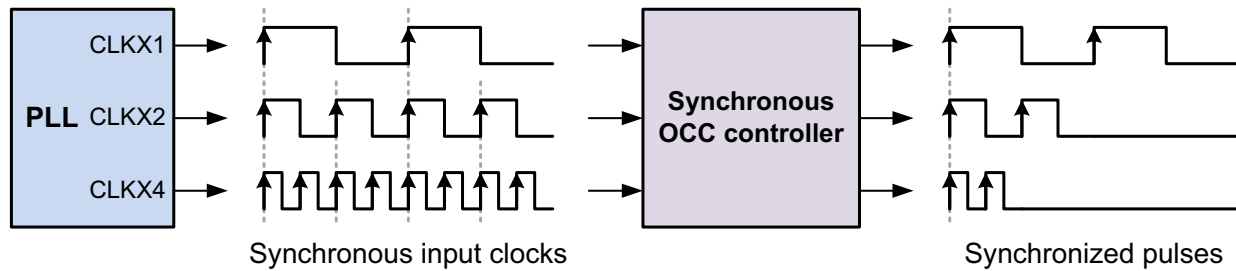 PLL
CLKX1
CLKX2
CLKX4
Synchronous
OCC controller
Synchronous input clocks
Synchronized pulses